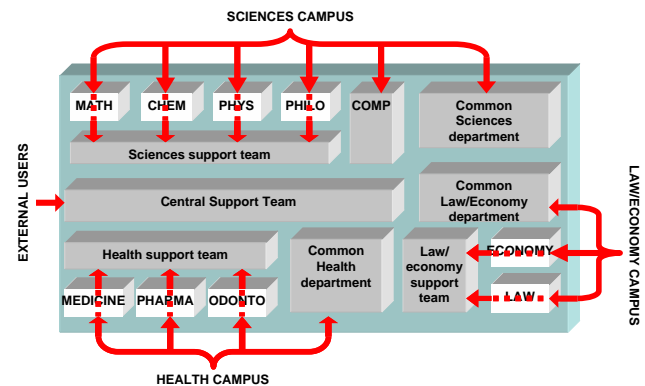 SCIENCES CAMPUS
MATH
CHEM
PHYS
PHILO
COMP
Common
Sciences
department
Sciences support team
EXTERNAL USERS
Central Support Team
Common
Law/Economy
department
LAW/ECONOMY CAMPUS
Health support team
Common
Health
department
Law/
economy
support
team
ECONOMY
LAW
MEDICINE
PHARMA
ODONTO
HEALTH CAMPUS